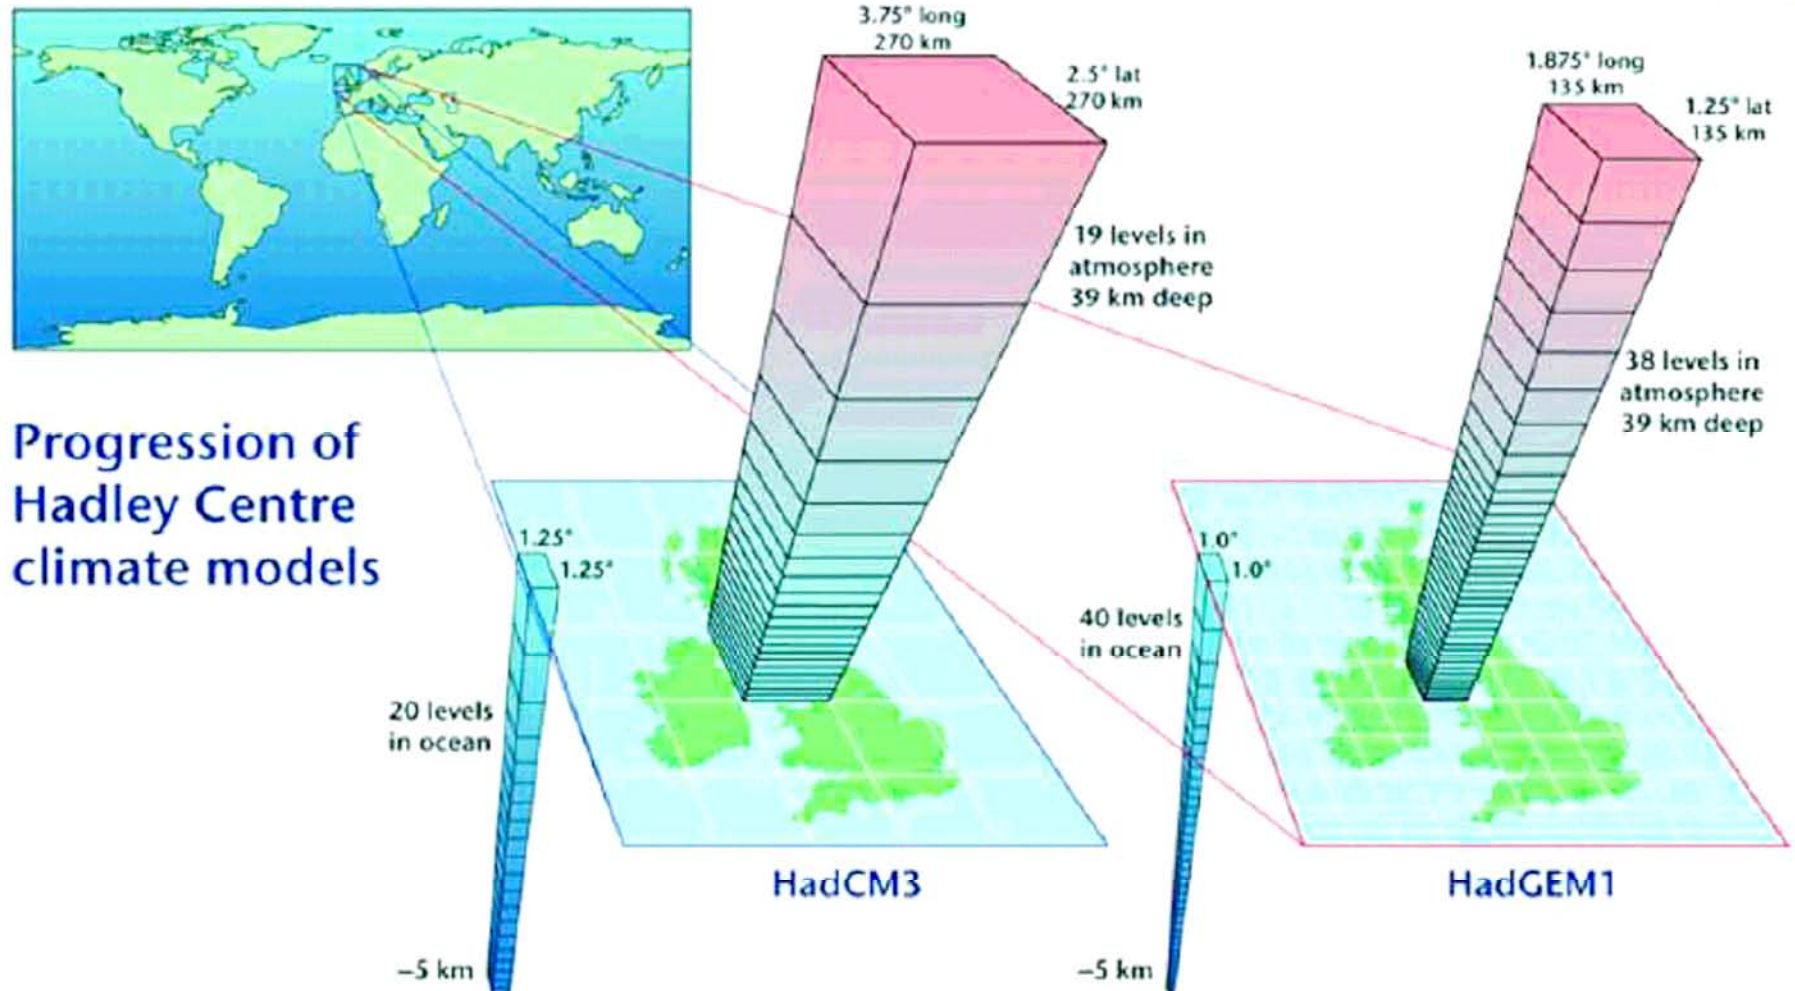 3.75° long
270 km
2.5° lat
270 km
1.875° long
135 km
1.25° lat
135 km
19 levels in
atmosphere
39 km deep
38 levels in
atmosphere
39 km deep
Progression of
Hadley Centre
climate models
1.25°
1.25°
1.0°
1.0°
40 levels
in ocean
20 levels
in ocean
HadCM3
HadGEM1
–5 km
–5 km